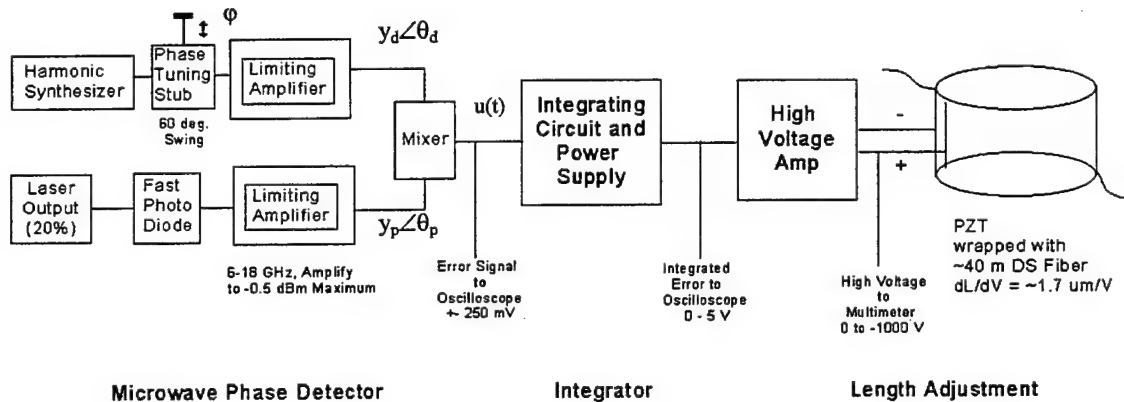 φ
y_d∠θ_d
Harmonic
Synthesizer
Phase
Tuning
Stub
60 deg.
Swing
Limiting
Amplifier
Mixer
u(t)
Integrating
Circuit and
Power
Supply
High
Voltage
Amp
-
+
Laser
Output
(20%)
Fast
Photo
Diode
Limiting
Amplifier
y_p∠θ_p
6-18 GHz, Amplify
to -0.5 dBm Maximum
Error Signal
to
Oscilloscope
+- 250 mV
Integrated
Error to
Oscilloscope
0 - 5 V
High Voltage
to
Multimeter
0 to -1000 V
PZT
wrapped with
~40 m DS Fiber
dL/dV = ~1.7 um/V
Microwave Phase Detector
Integrator
Length Adjustment